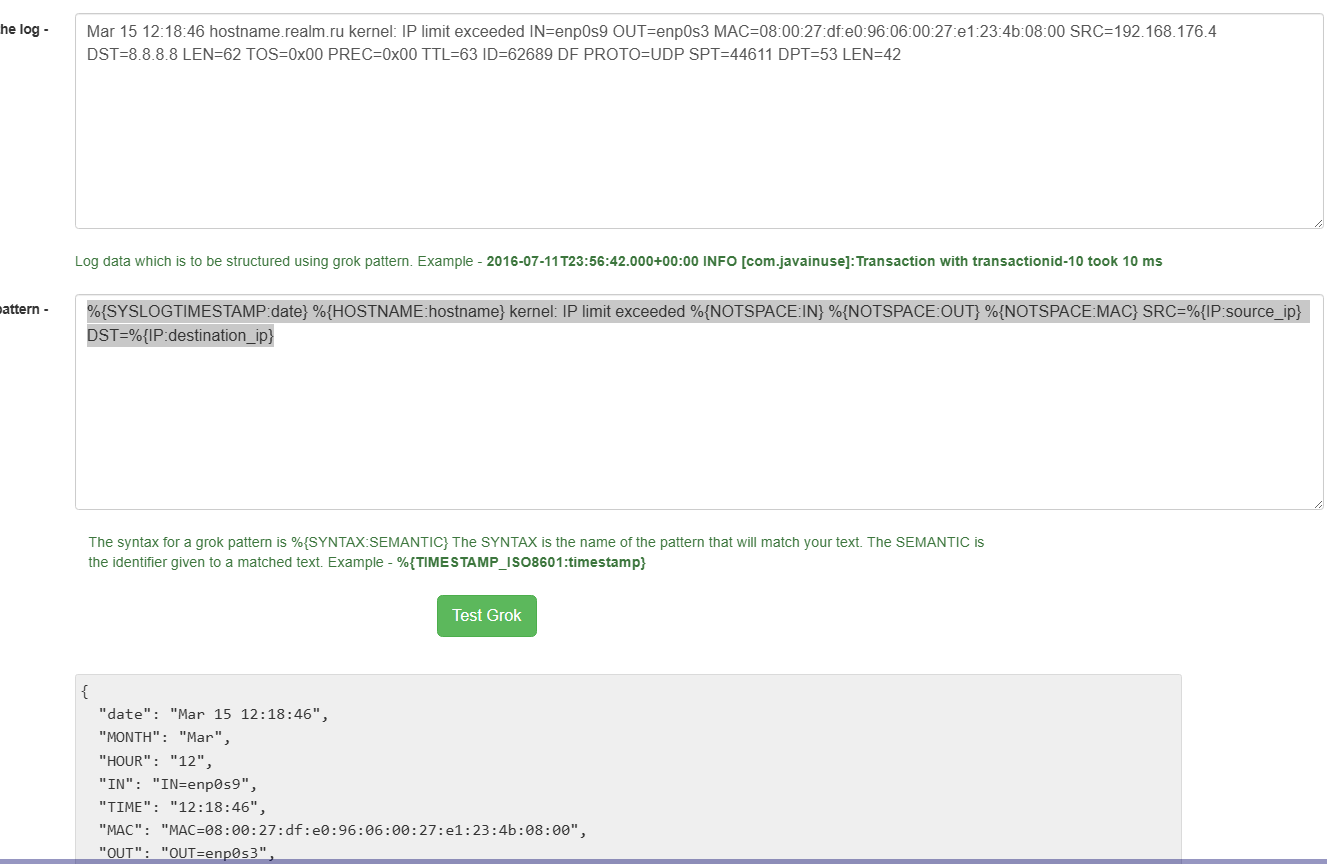 he log -
Mar 15 12:18:46 hostname.realm.ru kernel: IP limit exceeded IN=enp0s9 OUT=enp0s3 MAC=08:00:27:df:e0:96:06:00:27:e1:23:4b:08:00 SRC=192.168.176.4
DST=8.8.8.8 LEN=62 TOS=0x00 PREC=0x00 TTL=63 ID=62689 DF PROTO=UDP SPT=44611 DPT=53 LEN=42
Log data which is to be structured using grok pattern. Example - 2016-07-11T23:56:42.000+00:00 INFO [com.javainuse]:Transaction with transactionid-10 took 10 ms
pattern -
%{SYSLOGTIMESTAMP:date} %{HOSTNAME:hostname} kernel: IP limit exceeded %{NOTSPACE:IN} %{NOTSPACE:OUT} %{NOTSPACE:MAC} SRC=%{IP:source_ip}
DST=%{IP:destination_ip}
The syntax for a grok pattern is %{SYNTAX:SEMANTIC} The SYNTAX is the name of the pattern that will match your text. The SEMANTIC is
the identifier given to a matched text. Example - %{TIMESTAMP_ISO8601:timestamp}
Test Grok
{
"date": "Mar 15 12:18:46",
"MONTH": "Mar",
"HOUR": "12",
"IN": "IN=enp0s9",
"TIME": "12:18:46",
"MAC": "MAC=08:00:27:df:e0:96:06:00:27:e1:23:4b:08:00",
"OUT": "OUT=enp0s3",